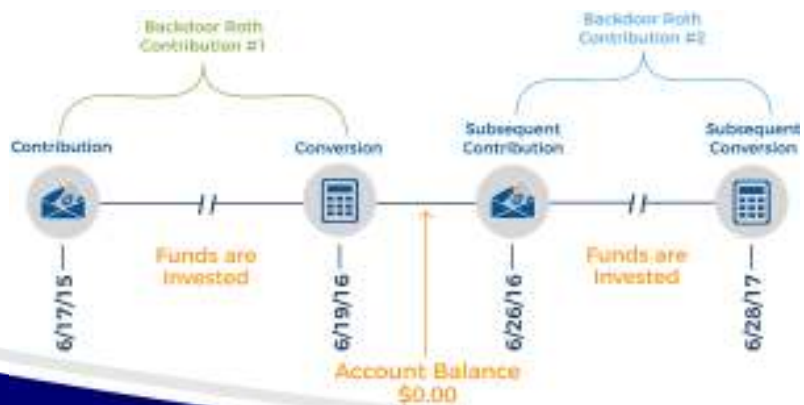 Backdoor Roth
Contribution #1
Backdoor Roth
Contribution #2
Contribution
Conversion
Subsequent
Contribution
Subsequent
Conversion
Funds are
Invested
Funds are
Invested
6/17/15
6/19/16
6/26/16
6/28/17
Account Balance
$0.00